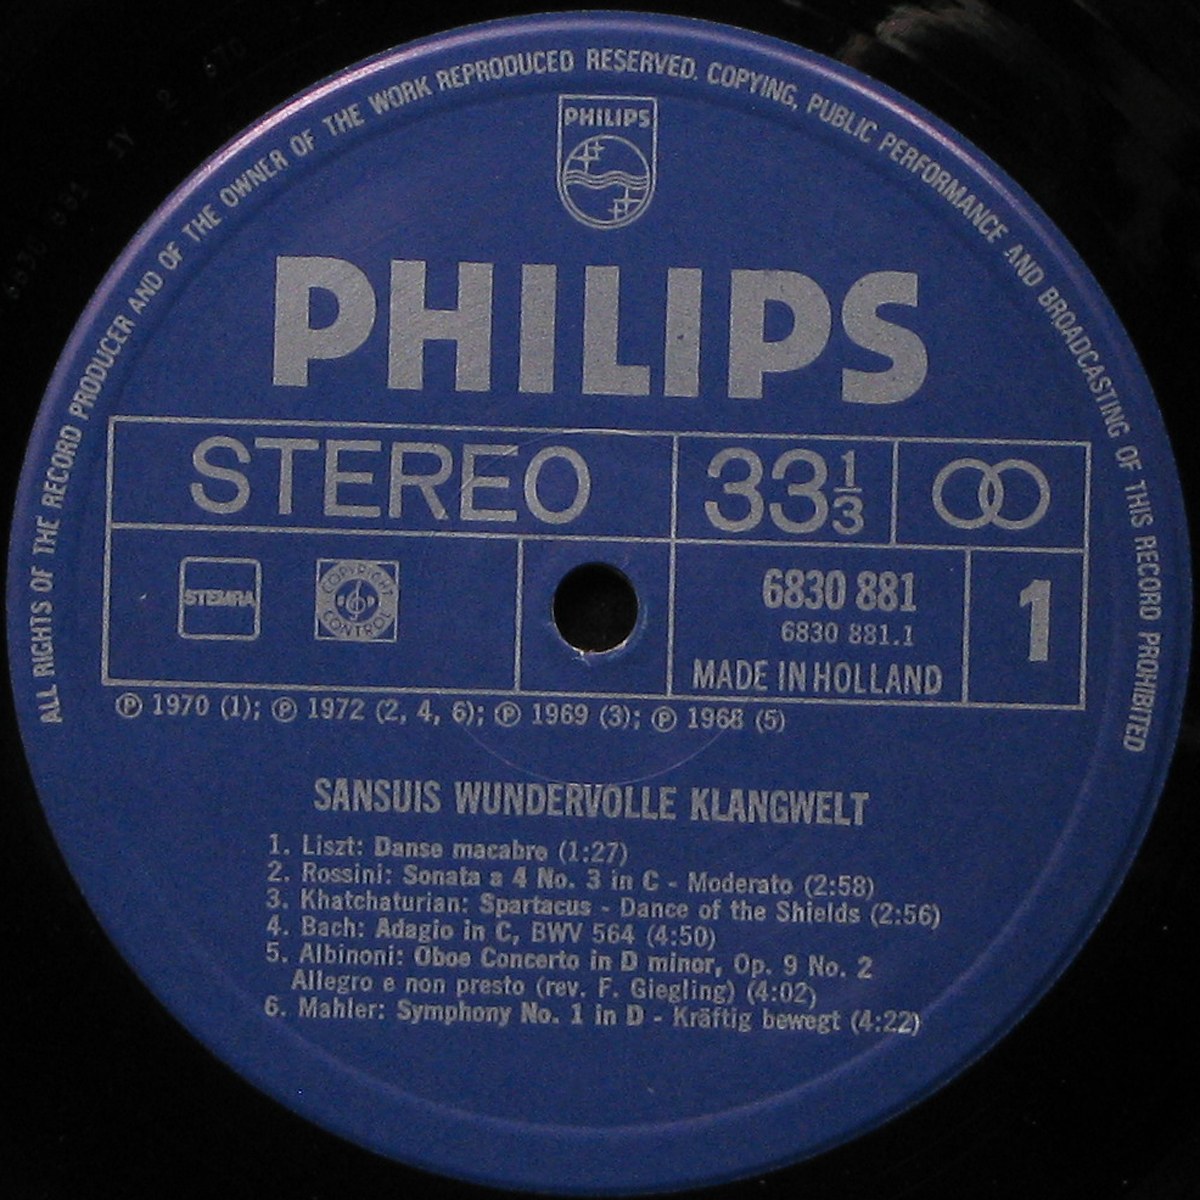 ALL RIGHTS OF THE RECORD PRODUCER AND OF THE OWNER OF THE WORK REPRODUCED RESERVED. COPYING, PUBLIC PERFORMANCE AND BROADCASTING OF THIS RECORD PROHIBITED
PHILIPS
PHILIPS
STEREO
33 1/3
STEMRA
COPYRIGHT CONTROL
6830 881
6830 881.1
MADE IN HOLLAND
1
℗ 1970 (1); ℗ 1972 (2, 4, 6); ℗ 1969 (3); ℗ 1968 (5)
SANSUIS WUNDERVOLLE KLANGWELT
1. Liszt: Danse macabre (1:27)
2. Rossini: Sonata a 4 No. 3 in C - Moderato (2:58)
3. Khatchaturian: Spartacus - Dance of the Shields (2:56)
4. Bach: Adagio in C, BWV 564 (4:50)
5. Albinoni: Oboe Concerto in D minor, Op. 9 No. 2
Allegro e non presto (rev. F. Giegling) (4:02)
6. Mahler: Symphony No. 1 in D - Kräftig bewegt (4:22)